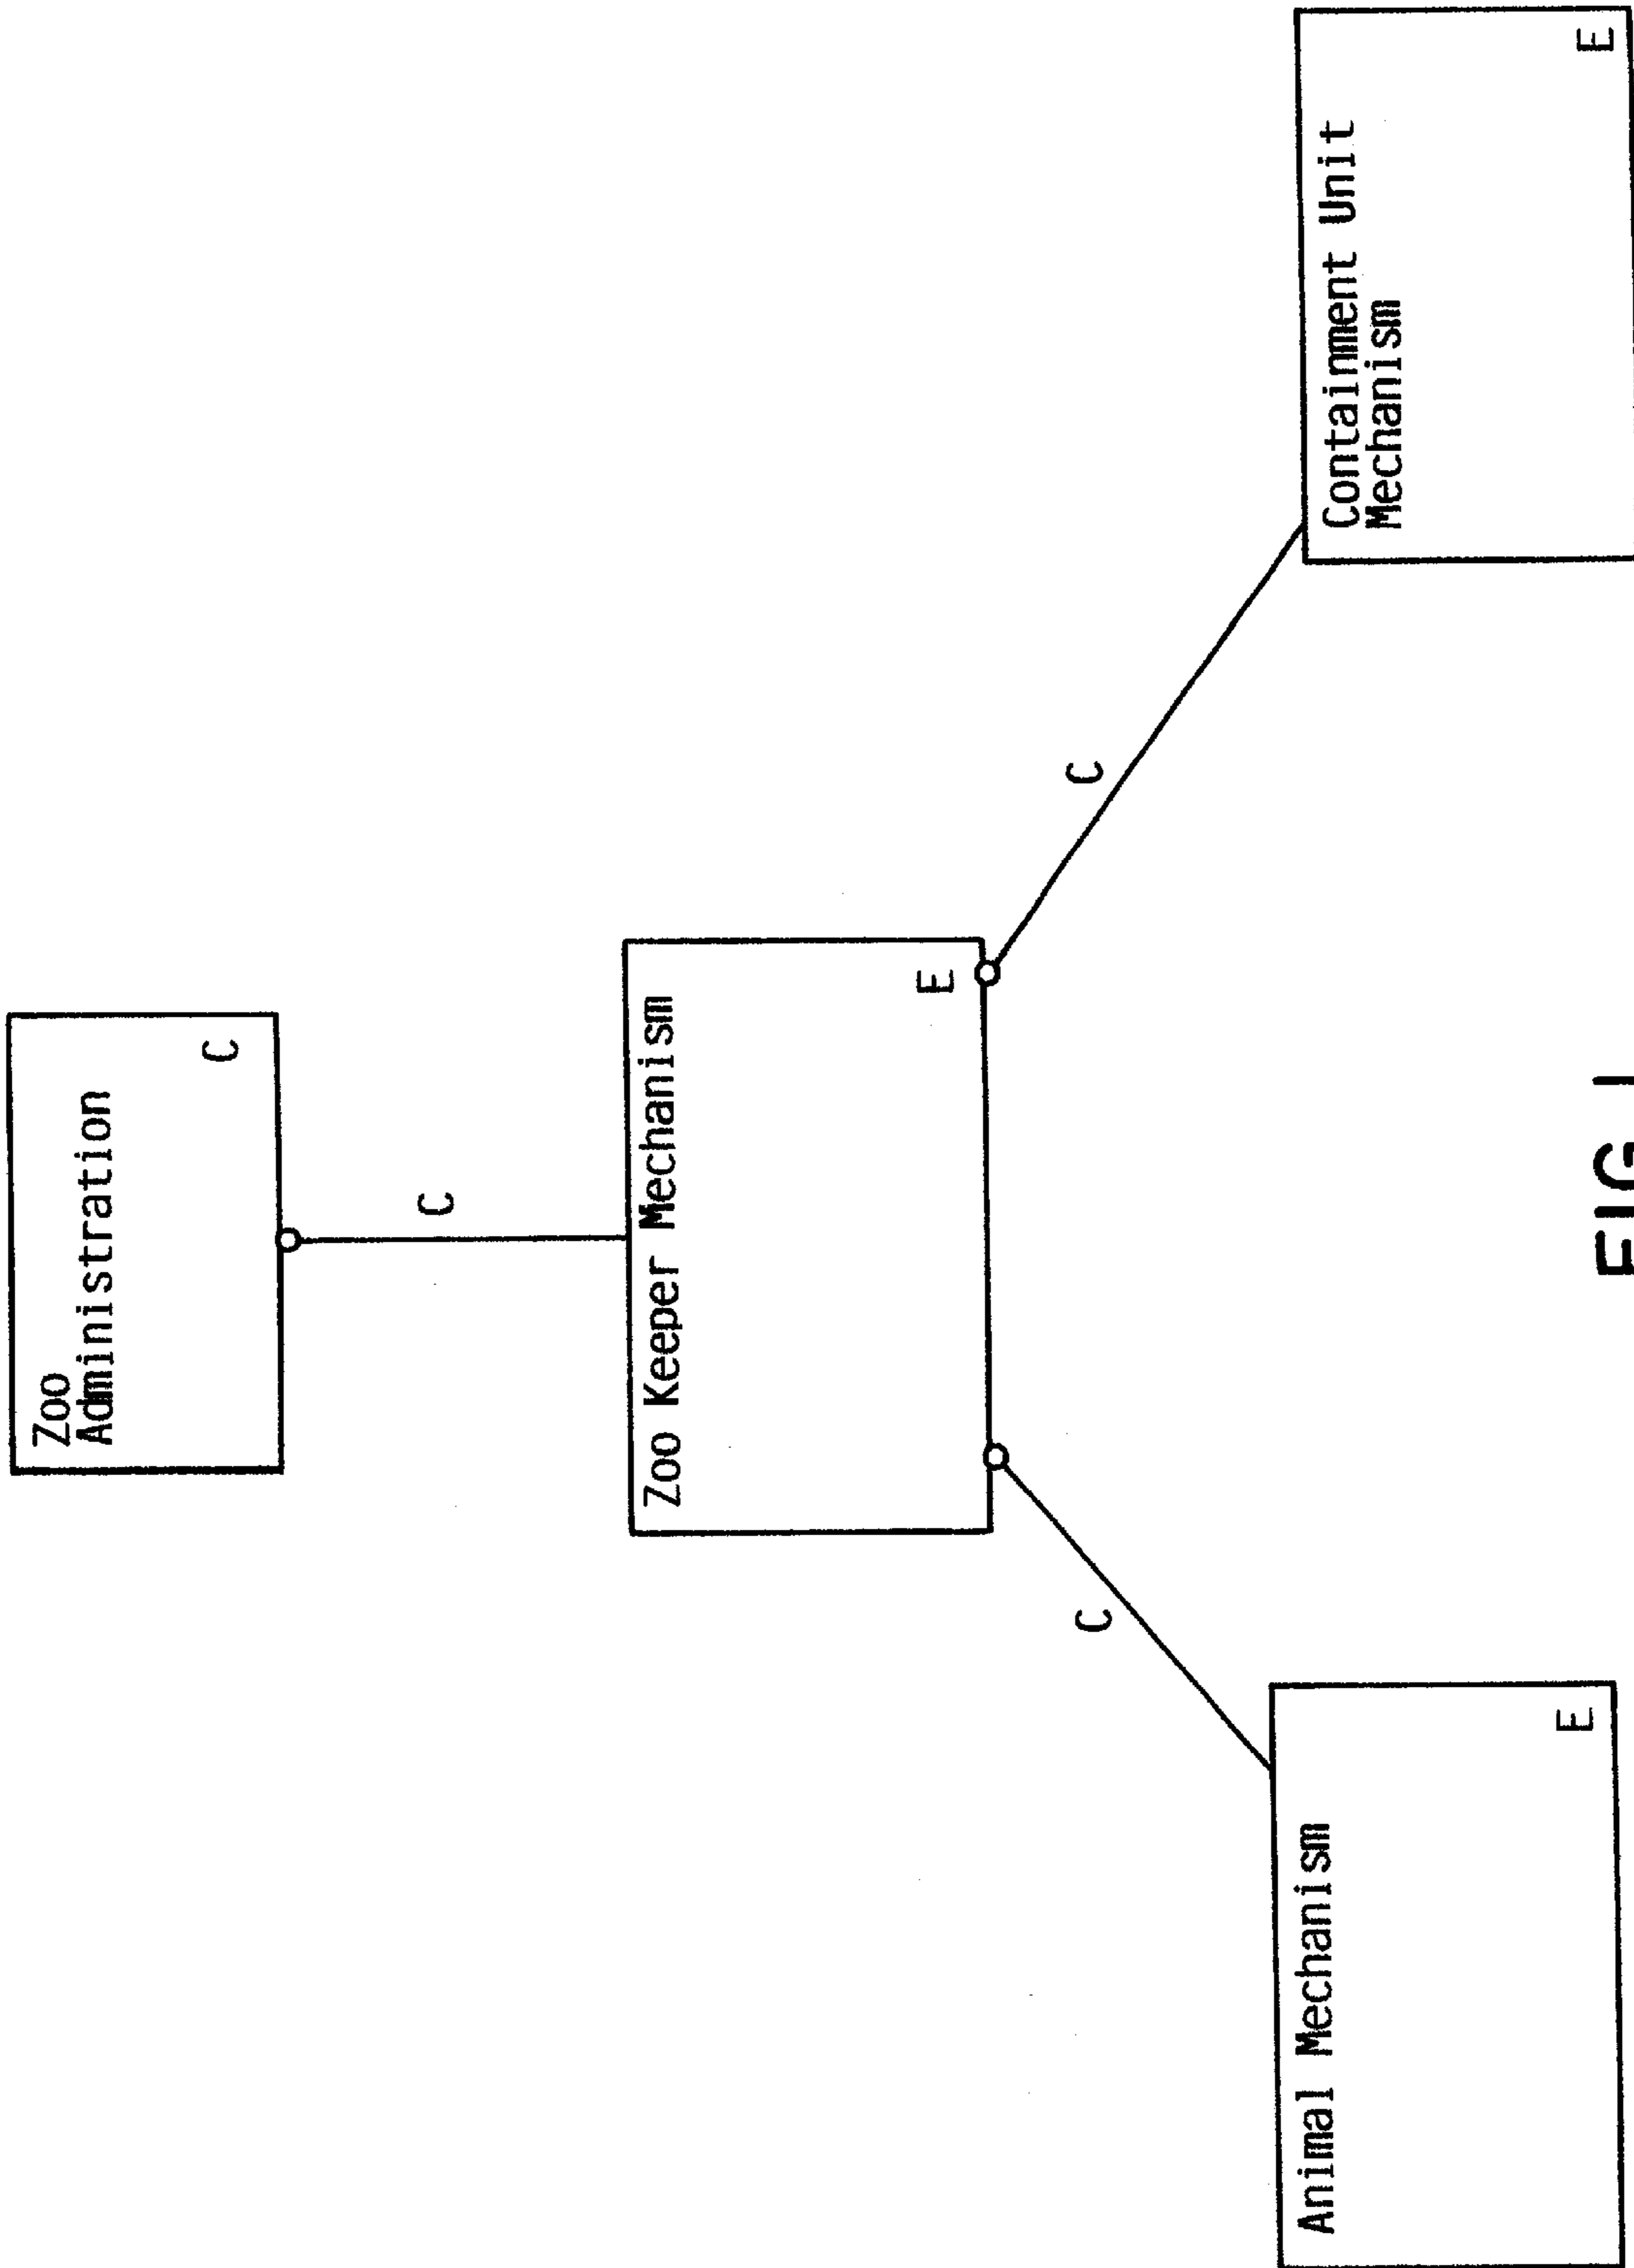 Zoo
Administration
C
C
Zoo Keeper Mechanism
E
C
C
Animal Mechanism
E
Containment Unit
Mechanism
E